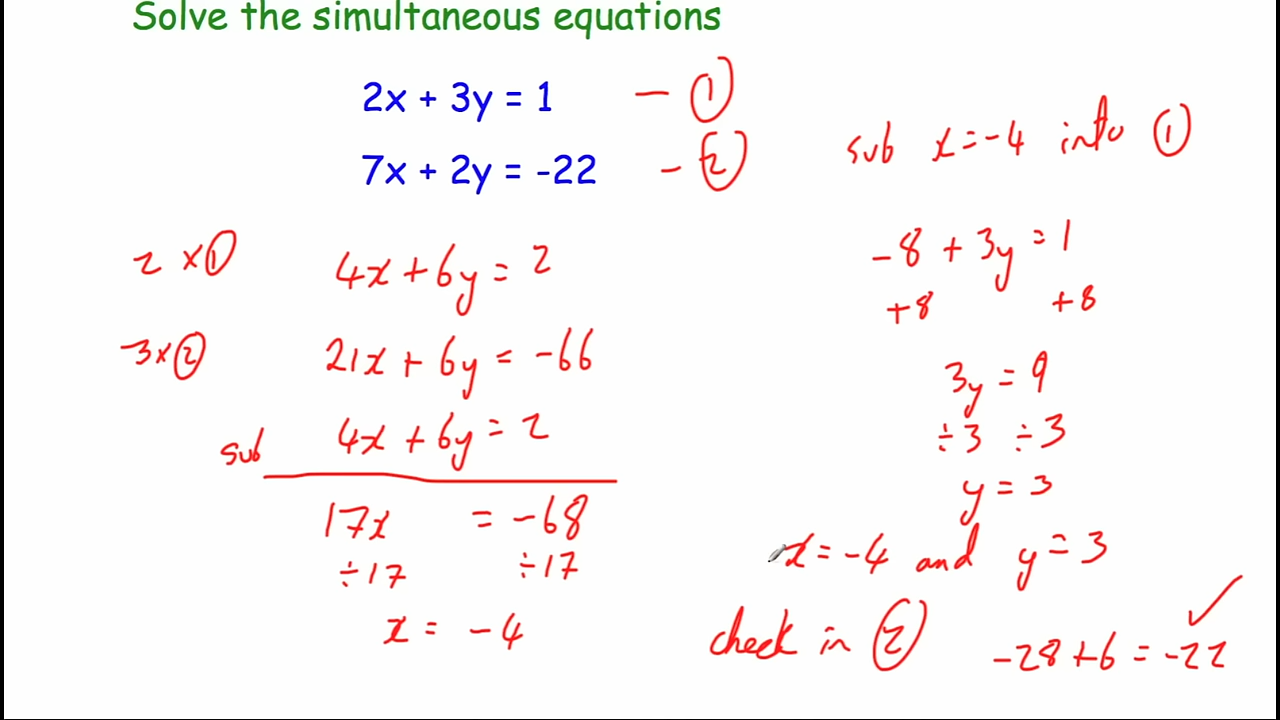 Solve the simultaneous equations
2x + 3y = 1 - ①
7x + 2y = -22 - ②
2 × ① 4x + 6y = 2
3 × ② 21x + 6y = -66
sub 4x + 6y = 2
17x = -68
÷17 ÷17
x = -4
sub x = -4 into ①
-8 + 3y = 1
+8 +8
3y = 9
÷3 ÷3
y = 3
x = -4 and y = 3
check in ② -28 + 6 = -22 ✓